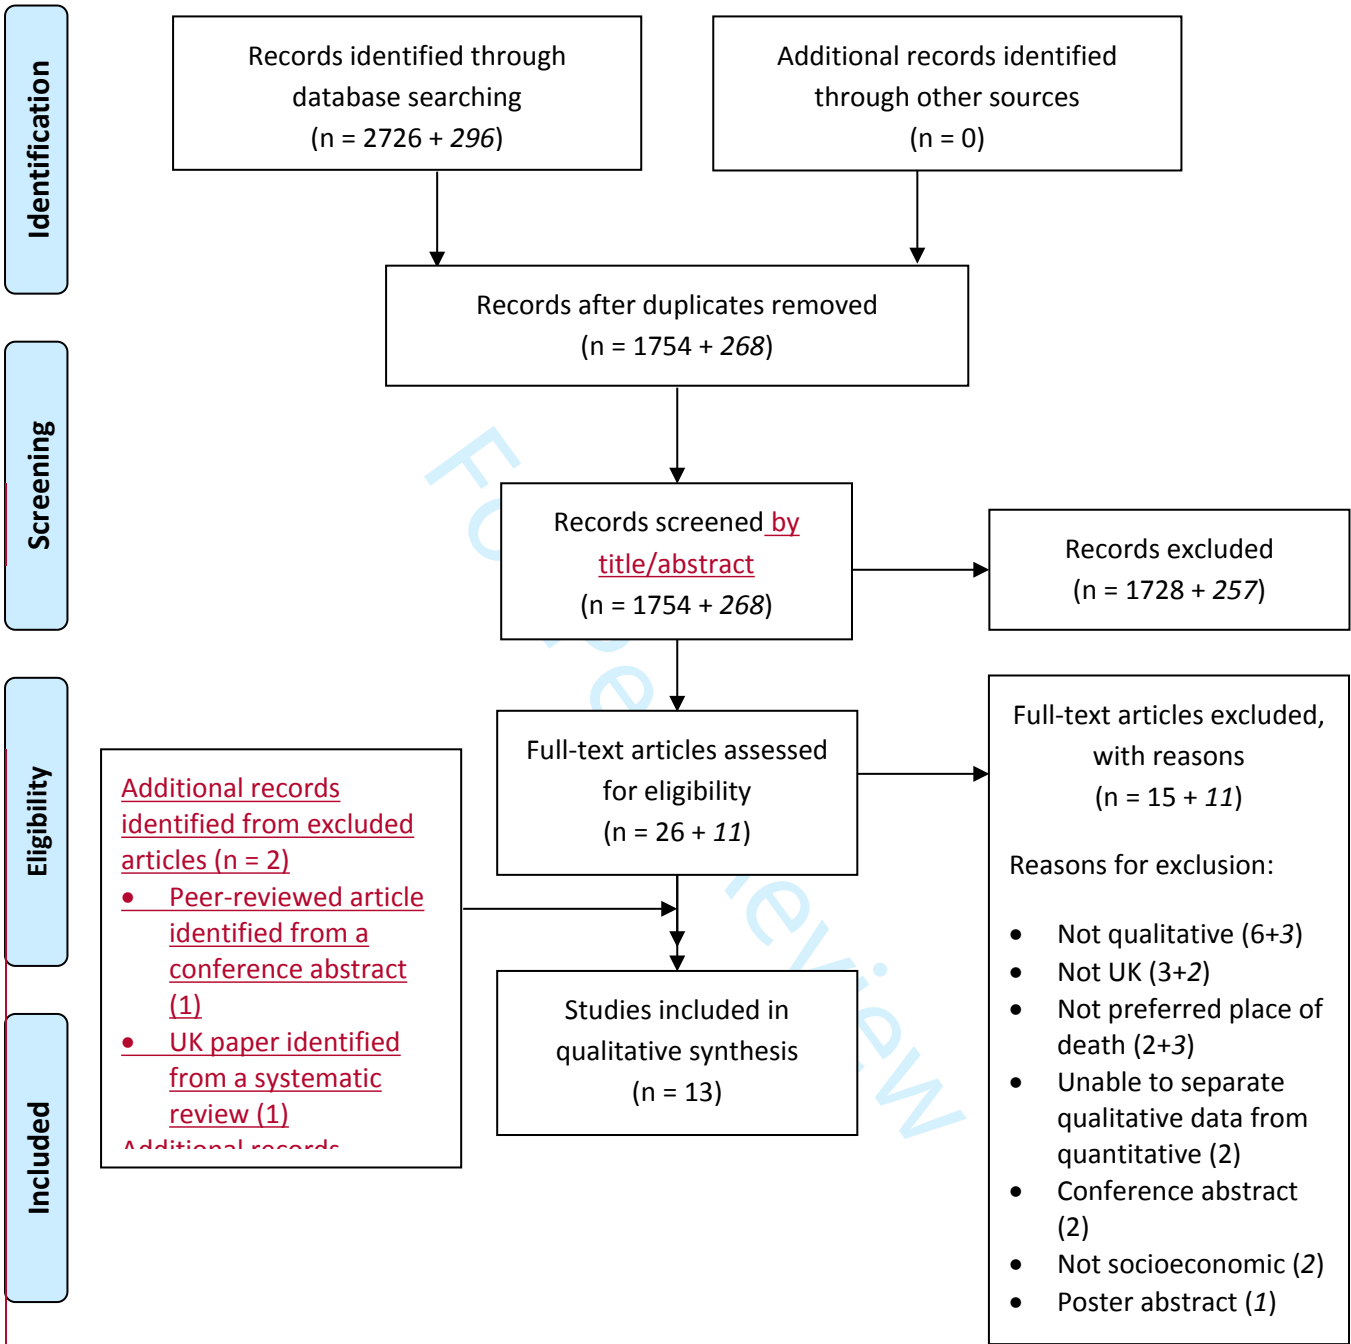 Identification
Records identified through
database searching
(n = 2726 + 296)
Additional records identified
through other sources
(n = 0)
Records after duplicates removed
(n = 1754 + 268)
Screening
Records screened by
title/abstract
(n = 1754 + 268)
Records excluded
(n = 1728 + 257)
Eligibility
Full-text articles assessed
for eligibility
(n = 26 + 11)
Full-text articles excluded,
with reasons
(n = 15 + 11)
Reasons for exclusion:
• Not qualitative (6+3)
• Not UK (3+2)
• Not preferred place of
death (2+3)
• Unable to separate
qualitative data from
quantitative (2)
• Conference abstract
(2)
• Not socioeconomic (2)
• Poster abstract (1)
Additional records
identified from excluded
articles (n = 2)
• Peer-reviewed article
identified from a
conference abstract
(1)
• UK paper identified
from a systematic
review (1)
Additional records
Included
Studies included in
qualitative synthesis
(n = 13)
For Peer Review